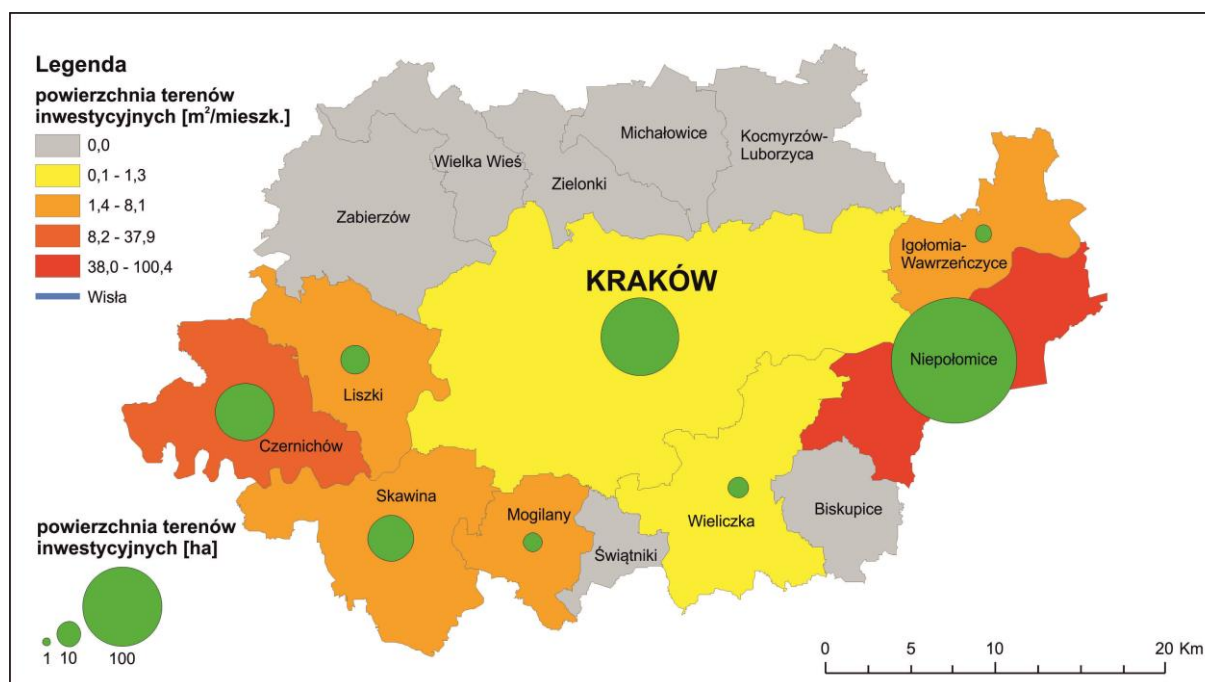 Legenda
powierzchnia terenów
inwestycyjnych [m²/mieszk.]
0,0
0,1 - 1,3
1,4 - 8,1
8,2 - 37,9
38,0 - 100,4
Wisła
Michałowice
Kocmyrzów-
Luborzyca
Wielka Wieś
Zielonki
Zabierzów
Igołomia-
Wawrzeńczyce
KRAKÓW
Niepołomice
Liszki
Czernichów
Skawina
Mogilany
Świątniki
Wieliczka
Biskupice
powierzchnia terenów
inwestycyjnych [ha]
1 10 100
0 5 10 20 Km